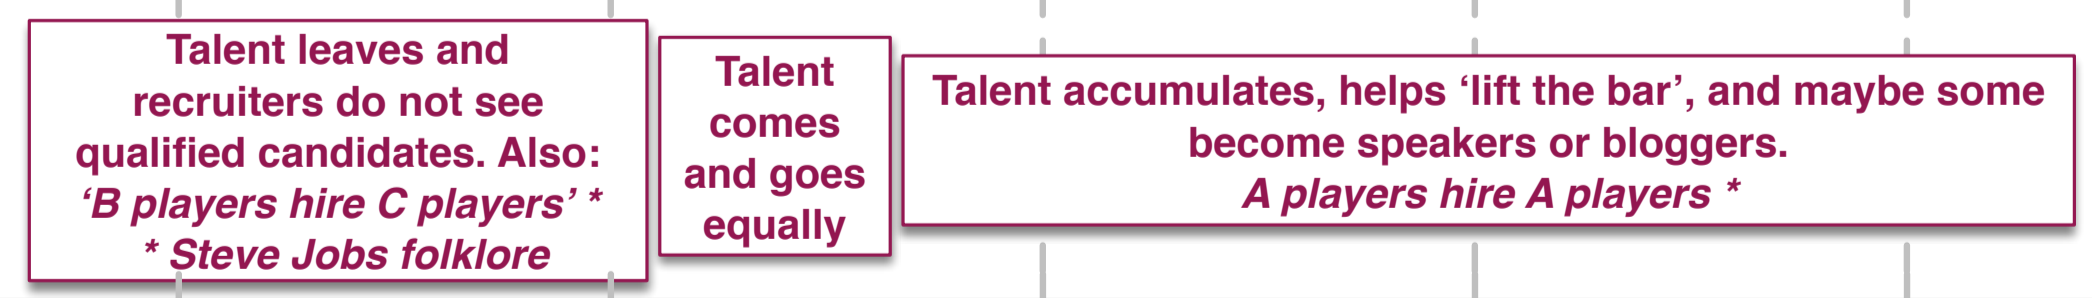 Talent leaves and
recruiters do not see
qualified candidates. Also:
‘B players hire C players’ *
* Steve Jobs folklore
Talent
comes
and goes
equally
Talent accumulates, helps ‘lift the bar’, and maybe some
become speakers or bloggers.
A players hire A players *